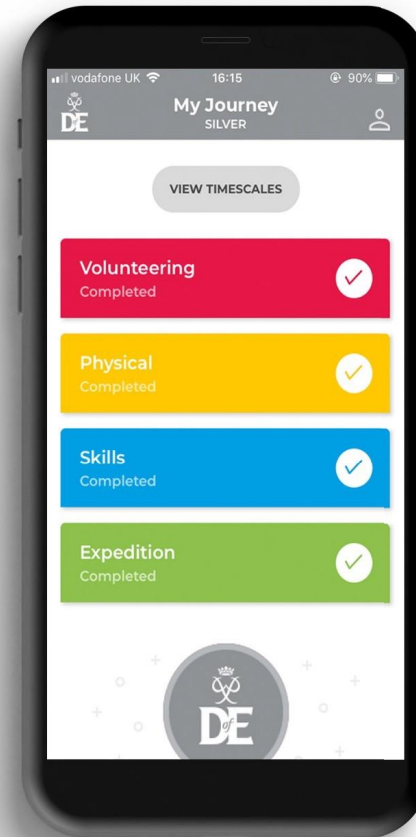 vodafone UK 16:15 90%
DofE My Journey
SILVER
VIEW TIMESCALES
Volunteering
Completed
Physical
Completed
Skills
Completed
Expedition
Completed
DofE